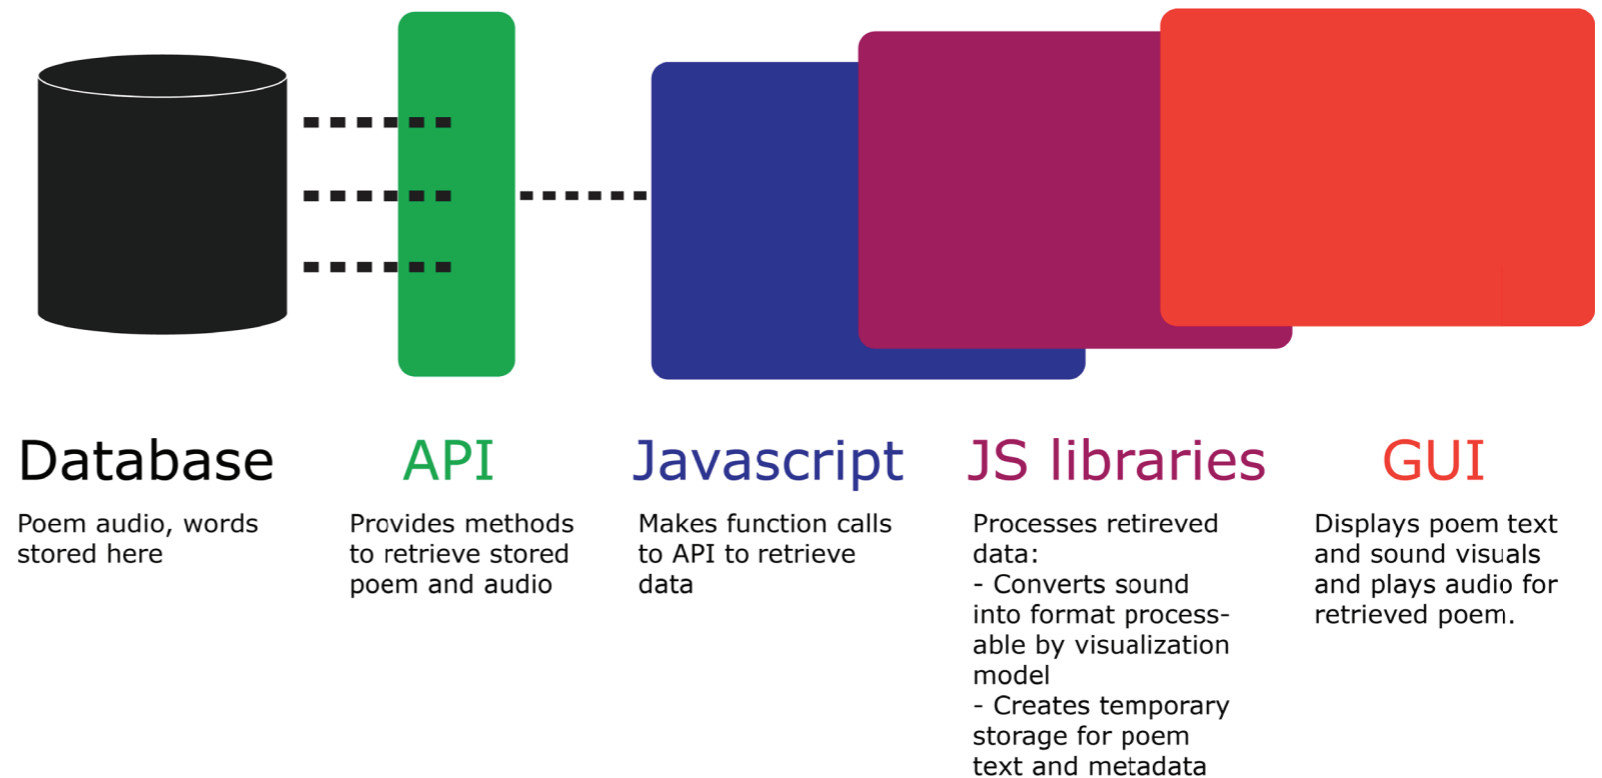 Database
Poem audio, words
stored here
API
Provides methods
to retrieve stored
poem and audio
Javascript
Makes function calls
to API to retrieve
data
JS libraries
Processes retireved
data:
- Converts sound
into format process-
able by visualization
model
- Creates temporary
storage for poem
text and metadata
GUI
Displays poem text
and sound visuals
and plays audio for
retrieved poem.